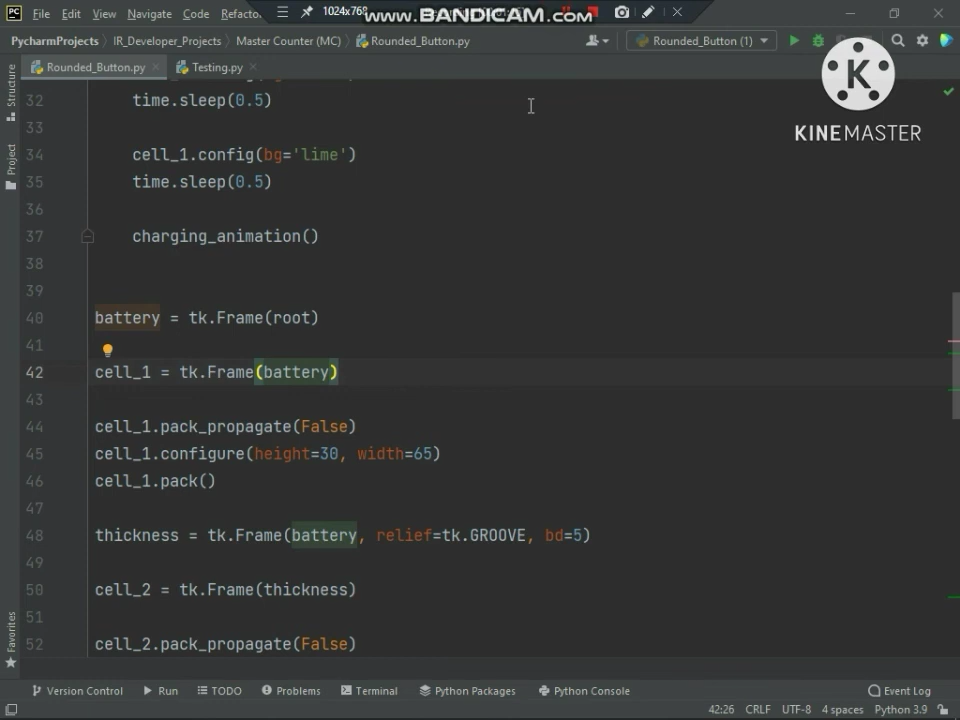 PC File Edit View Navigate Code Refacto 1024x768 www.BANDICAM.com
PycharmProjects IR_Developer_Projects Master Counter (MC) Rounded_Button.py Rounded_Button (1)
Rounded_Button.py Testing.py
K
KINEMASTER
Structure
Project
Favorites
32 time.sleep(0.5)
33
34 cell_1.config(bg='lime')
35 time.sleep(0.5)
36
37 charging_animation()
38
39
40 battery = tk.Frame(root)
41
42 cell_1 = tk.Frame(battery)
43
44 cell_1.pack_propagate(False)
45 cell_1.configure(height=30, width=65)
46 cell_1.pack()
47
48 thickness = tk.Frame(battery, relief=tk.GROOVE, bd=5)
49
50 cell_2 = tk.Frame(thickness)
51
52 cell_2.pack_propagate(False)
Version Control Run TODO Problems Terminal Python Packages Python Console Event Log
42:26 CRLF UTF-8 4 spaces Python 3.9